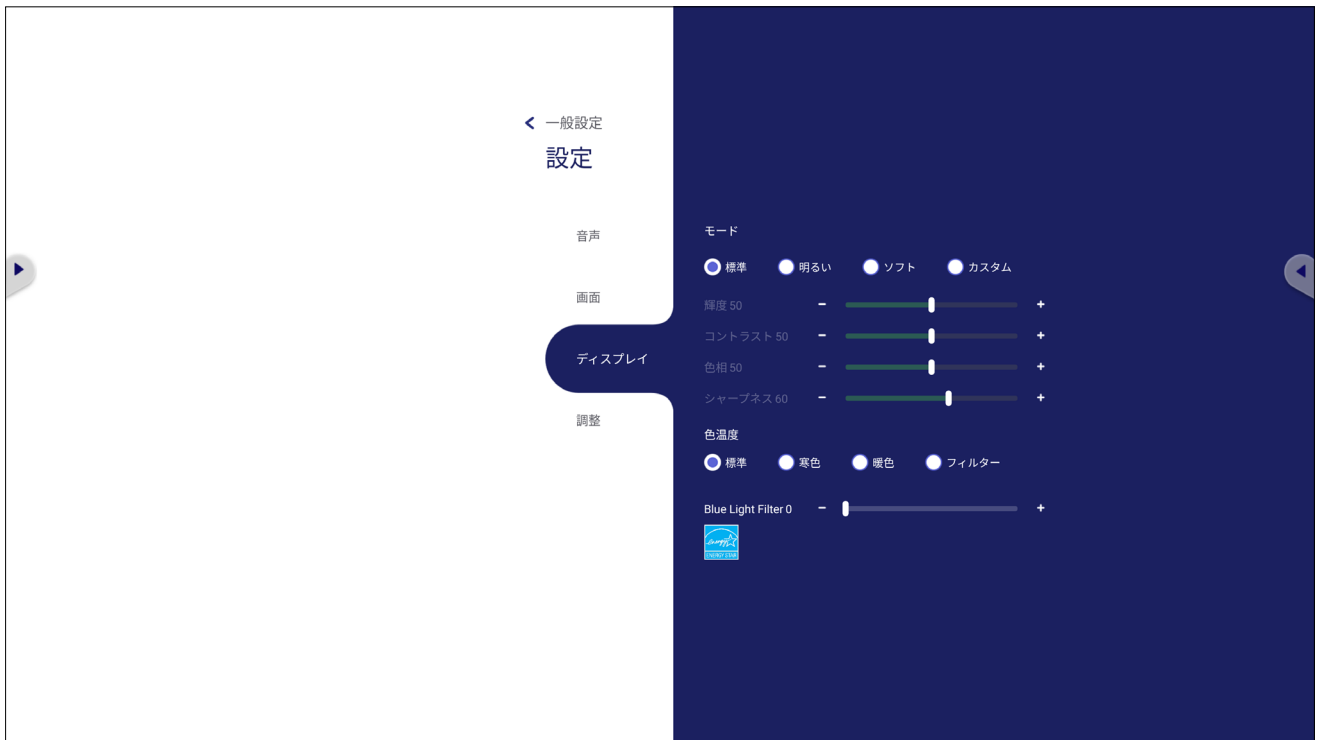 一般設定
設定
音声
画面
ディスプレイ
調整
モード
標準 明るい ソフト カスタム
輝度 50
コントラスト 50
色相 50
シャープネス 60
色温度
標準 寒色 暖色 フィルター
Blue Light Filter 0
energy
ENERGY STAR